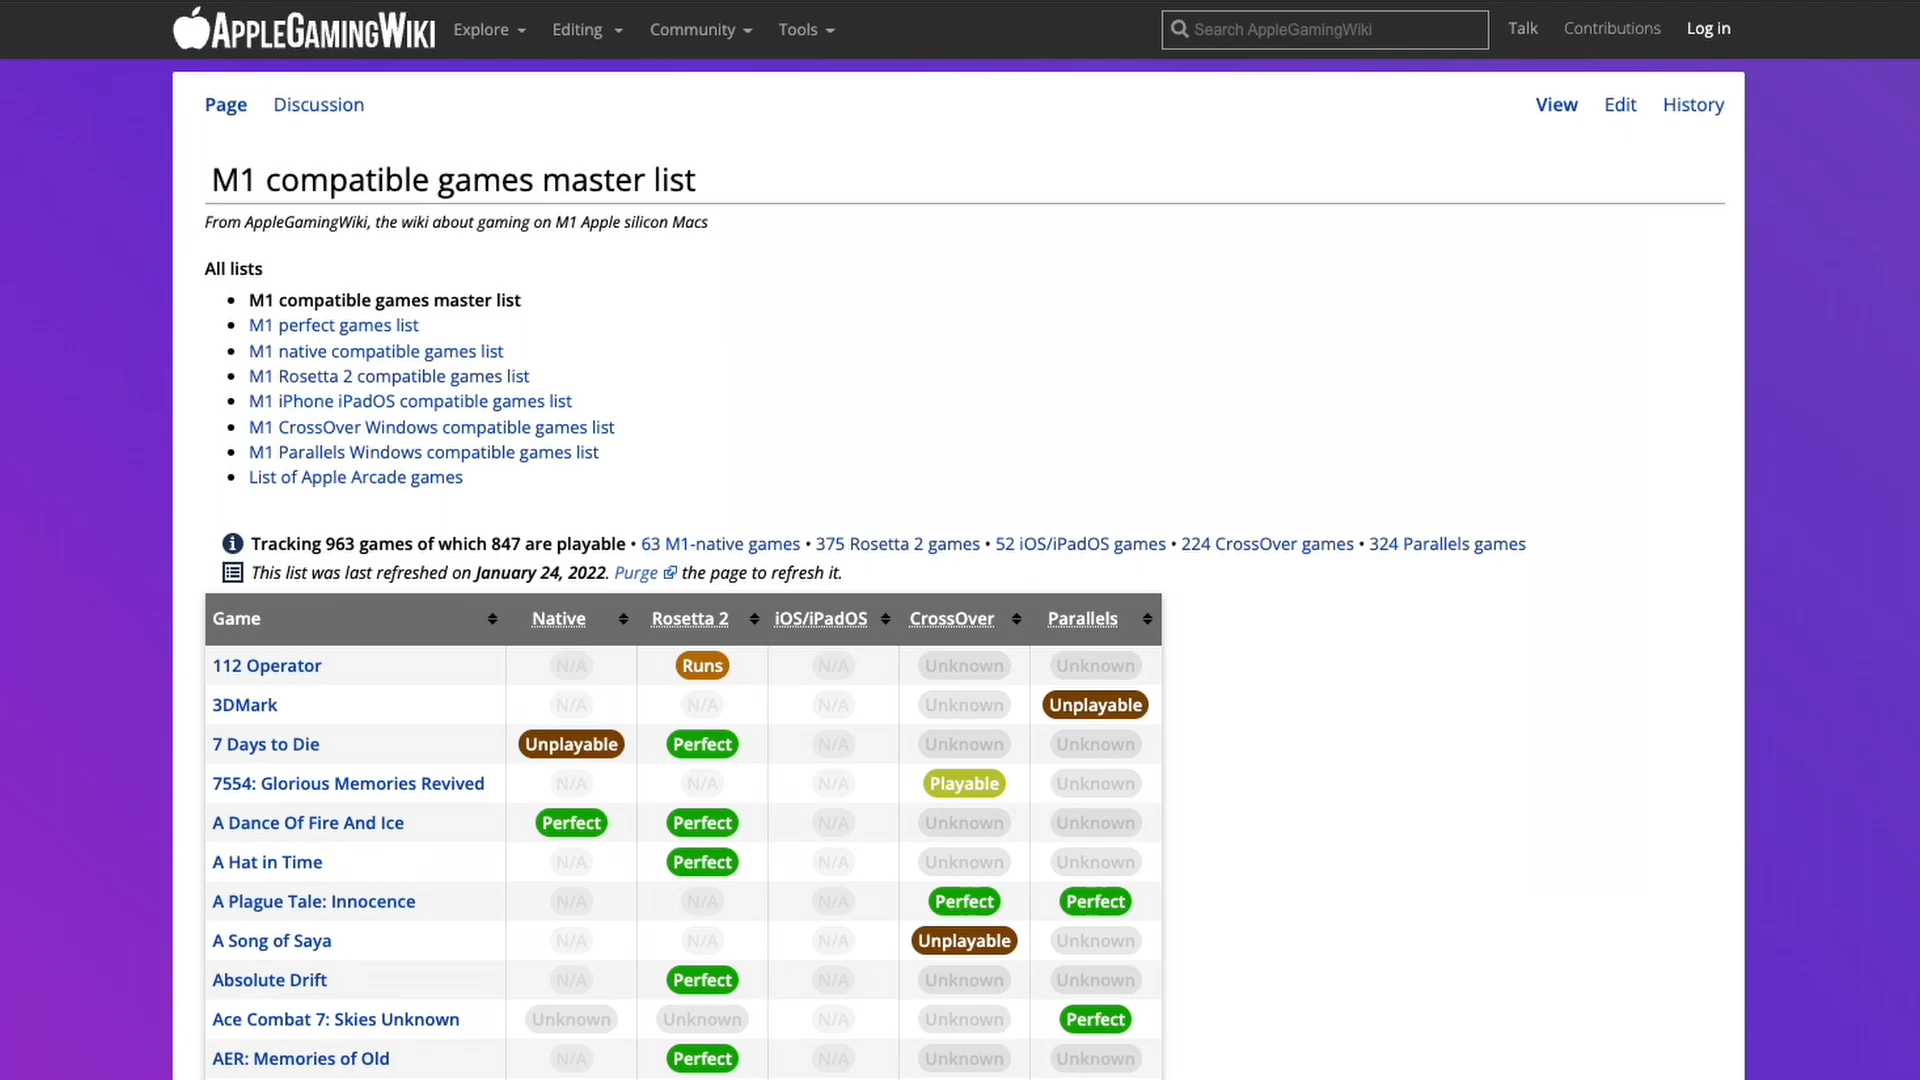 AppleGamingWiki Explore Editing Community Tools Search AppleGamingWiki Talk Contributions Log in
Page Discussion View Edit History
M1 compatible games master list
From AppleGamingWiki, the wiki about gaming on M1 Apple silicon Macs
All lists
M1 compatible games master list
M1 perfect games list
M1 native compatible games list
M1 Rosetta 2 compatible games list
M1 iPhone iPadOS compatible games list
M1 CrossOver Windows compatible games list
M1 Parallels Windows compatible games list
List of Apple Arcade games
Tracking 963 games of which 847 are playable • 63 M1-native games • 375 Rosetta 2 games • 52 iOS/iPadOS games • 224 CrossOver games • 324 Parallels games
This list was last refreshed on January 24, 2022. Purge the page to refresh it.
Game Native Rosetta 2 iOS/iPadOS CrossOver Parallels
112 Operator N/A Runs N/A Unknown Unknown
3DMark N/A N/A N/A Unknown Unplayable
7 Days to Die Unplayable Perfect N/A Unknown Unknown
7554: Glorious Memories Revived N/A N/A N/A Playable Unknown
A Dance Of Fire And Ice Perfect Perfect N/A Unknown Unknown
A Hat in Time N/A Perfect N/A Unknown Unknown
A Plague Tale: Innocence N/A N/A N/A Perfect Perfect
A Song of Saya N/A N/A N/A Unplayable Unknown
Absolute Drift N/A Perfect N/A Unknown Unknown
Ace Combat 7: Skies Unknown Unknown Unknown N/A Unknown Perfect
AER: Memories of Old N/A Perfect N/A Unknown Unknown